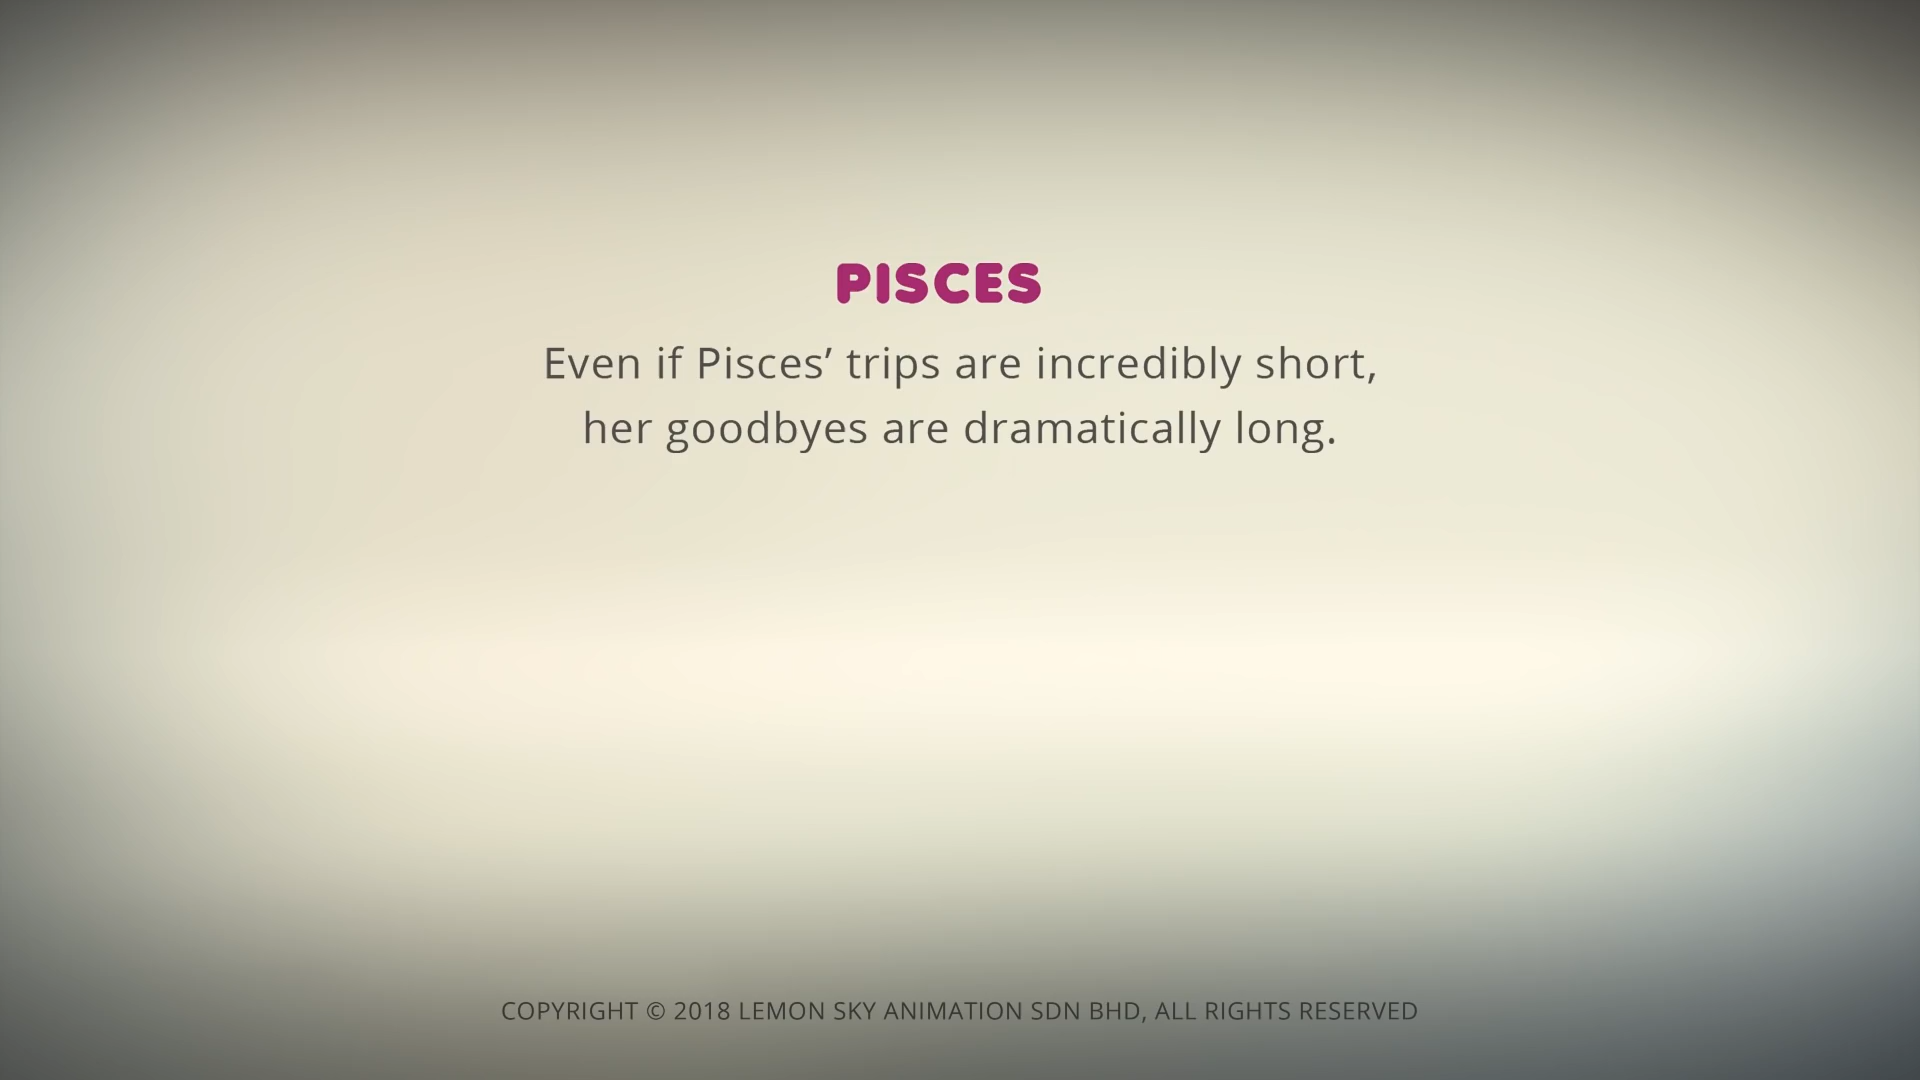 PISCES
Even if Pisces’ trips are incredibly short,
her goodbyes are dramatically long.
COPYRIGHT © 2018 LEMON SKY ANIMATION SDN BHD, ALL RIGHTS RESERVED